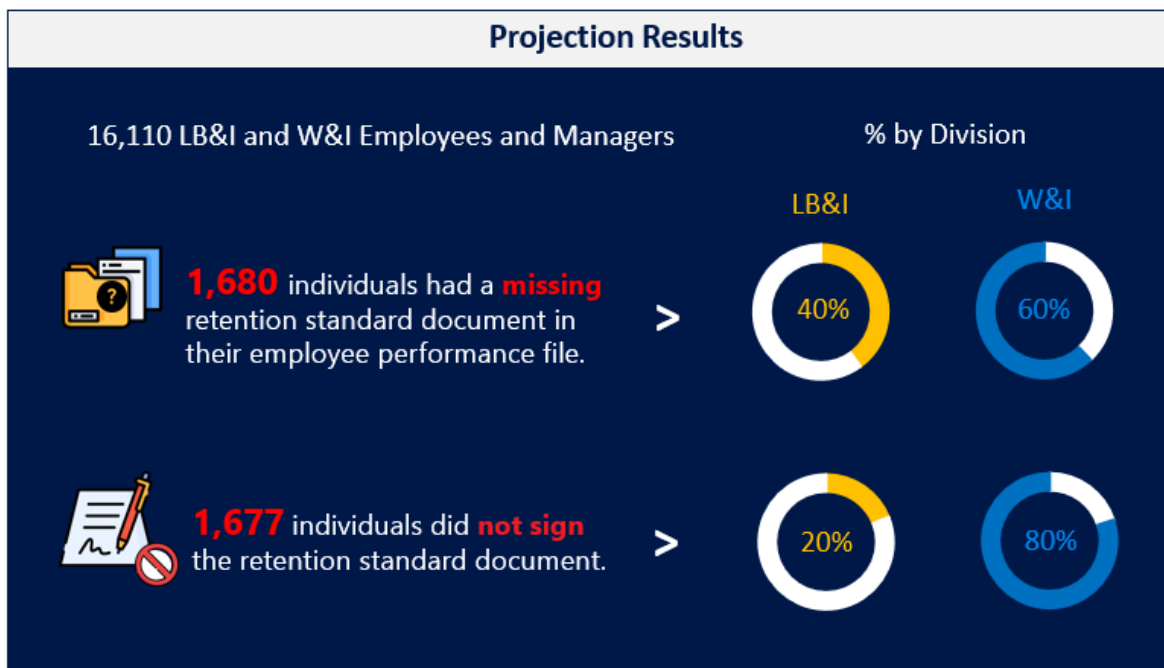 Projection Results
16,110 LB&I and W&I Employees and Managers
% by Division
LB&I
W&I
1,680 individuals had a missing
retention standard document in
their employee performance file.
>
40%
60%
?
1,677 individuals did not sign
the retention standard document.
>
20%
80%